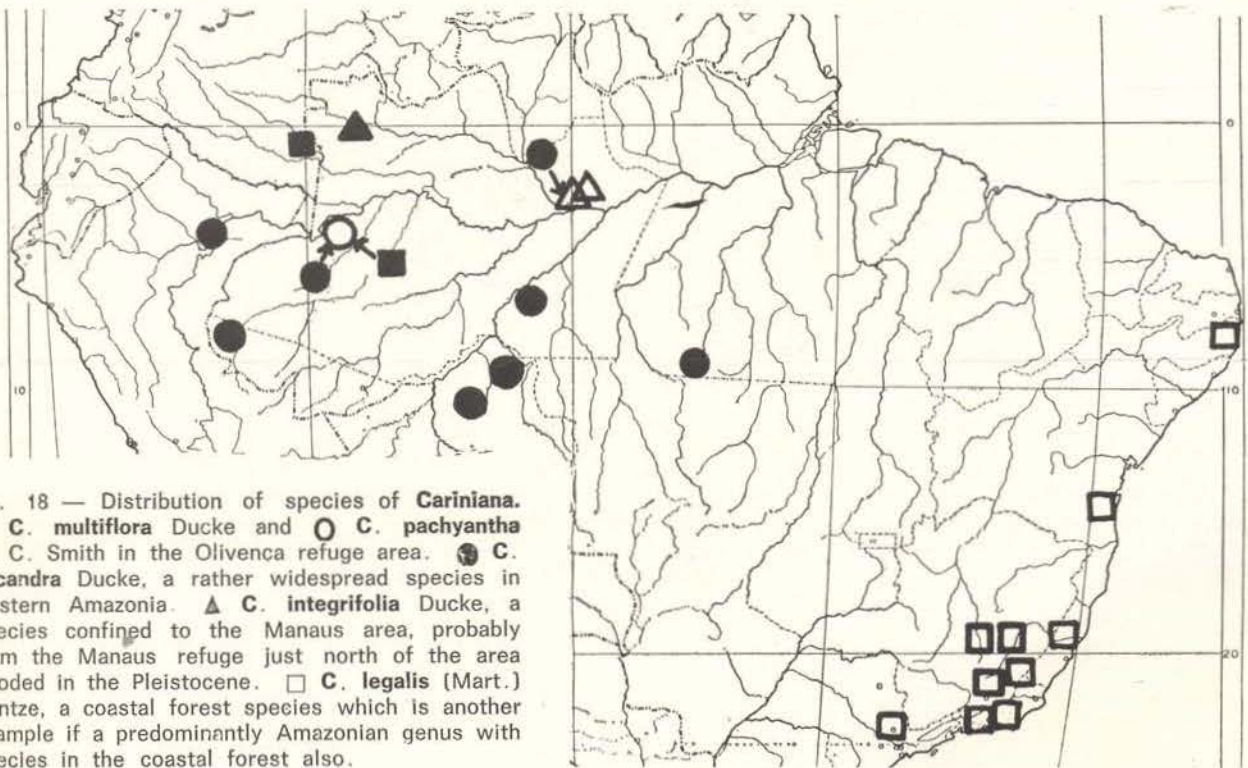 0
0
10
10
20
. 18 — Distribution of species of Cariniana.
C. multiflora Ducke and O C. pachyantha
C. Smith in the Olivenca refuge area. ● C.
candra Ducke, a rather widespread species in
stern Amazonia. ▲ C. integrifolia Ducke, a
ecies confined to the Manaus area, probably
m the Manaus refuge just north of the area
oded in the Pleistocene. □ C. legalis (Mart.)
ntze, a coastal forest species which is another
ample if a predominantly Amazonian genus with
ecies in the coastal forest also.